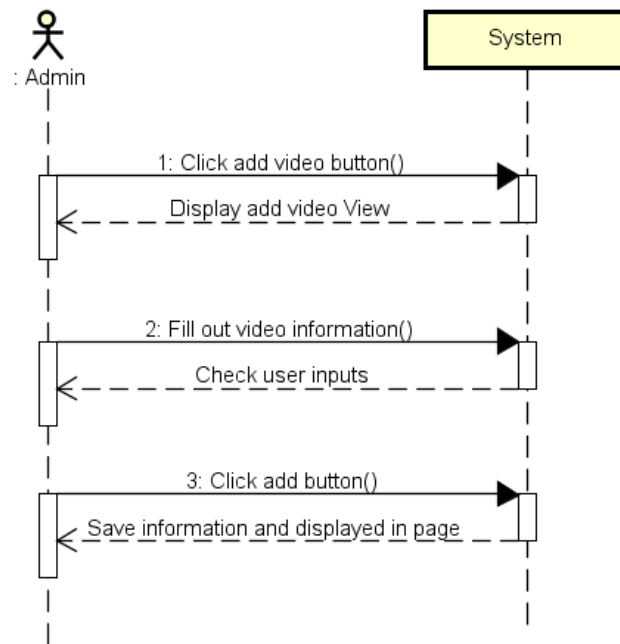 System
: Admin
1: Click add video button()
Display add video View
2: Fill out video information()
Check user inputs
3: Click add button()
Save information and displayed in page